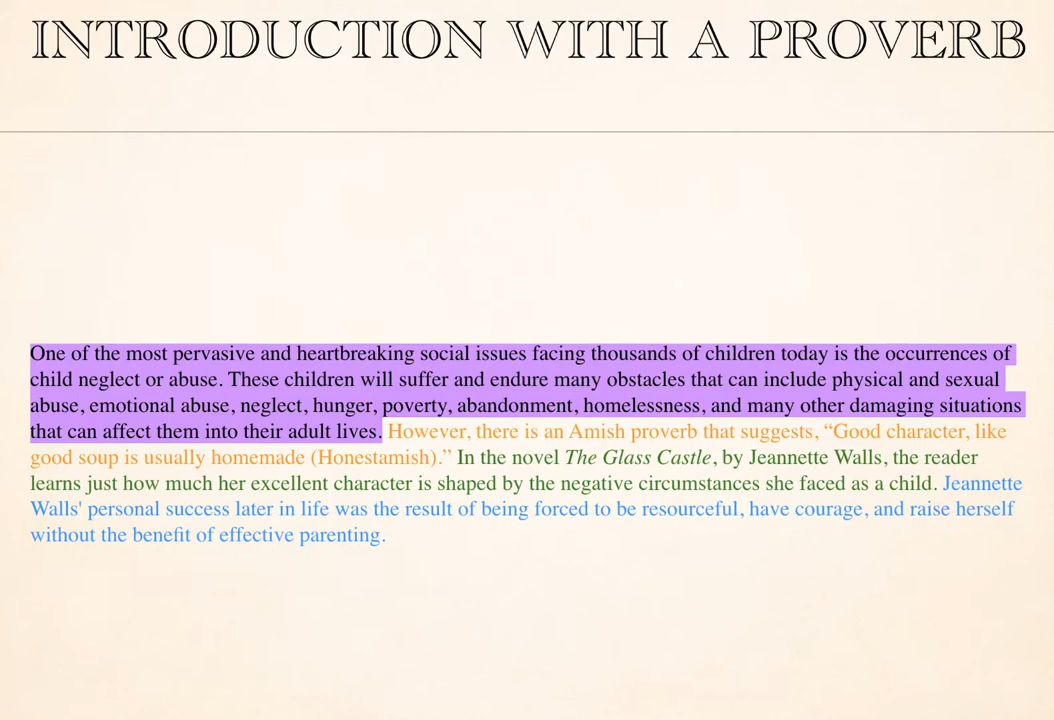 INTRODUCTION WITH A PROVERB
One of the most pervasive and heartbreaking social issues facing thousands of children today is the occurrences of
child neglect or abuse. These children will suffer and endure many obstacles that can include physical and sexual
abuse, emotional abuse, neglect, hunger, poverty, abandonment, homelessness, and many other damaging situations
that can affect them into their adult lives. However, there is an Amish proverb that suggests, “Good character, like
good soup is usually homemade (Honestamish).” In the novel The Glass Castle, by Jeannette Walls, the reader
learns just how much her excellent character is shaped by the negative circumstances she faced as a child. Jeannette
Walls' personal success later in life was the result of being forced to be resourceful, have courage, and raise herself
without the benefit of effective parenting.